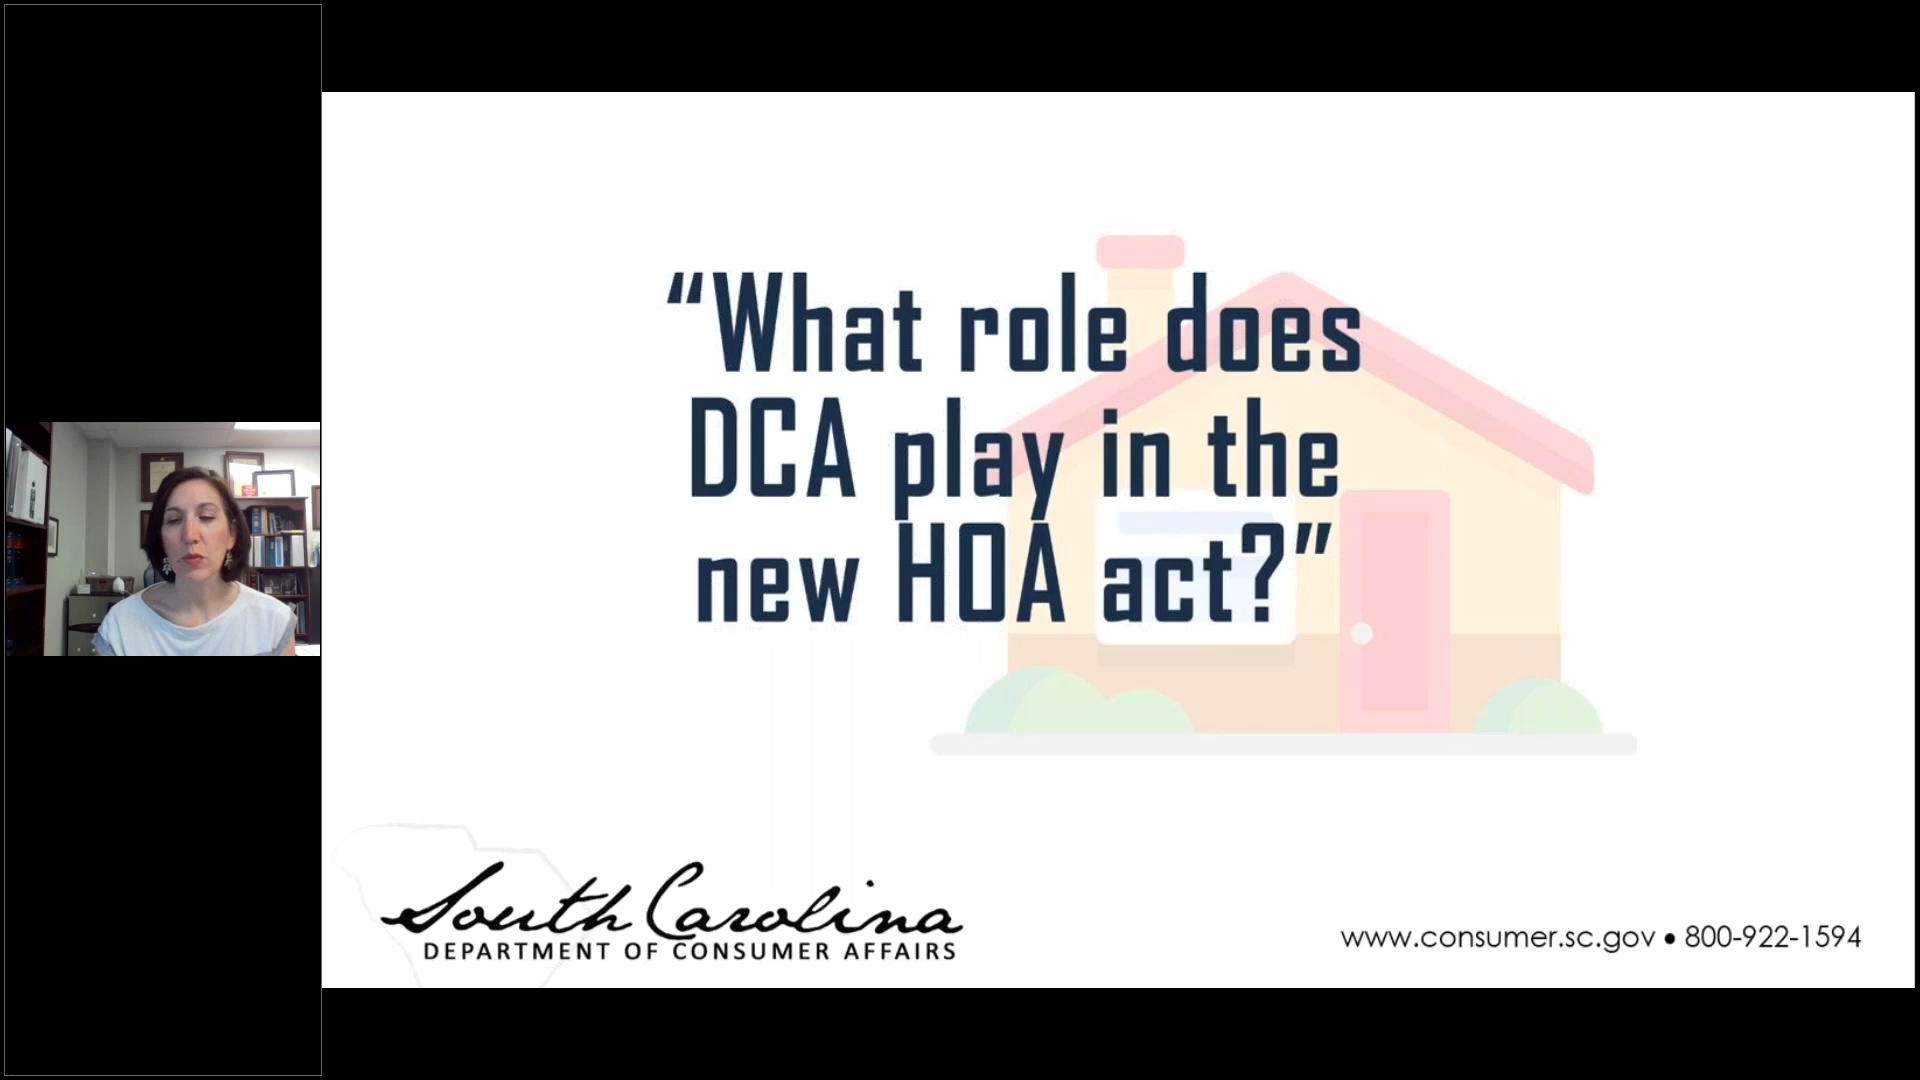 “What role does
DCA play in the
new HOA act?”
South Carolina
DEPARTMENT OF CONSUMER AFFAIRS
www.consumer.sc.gov • 800-922-1594